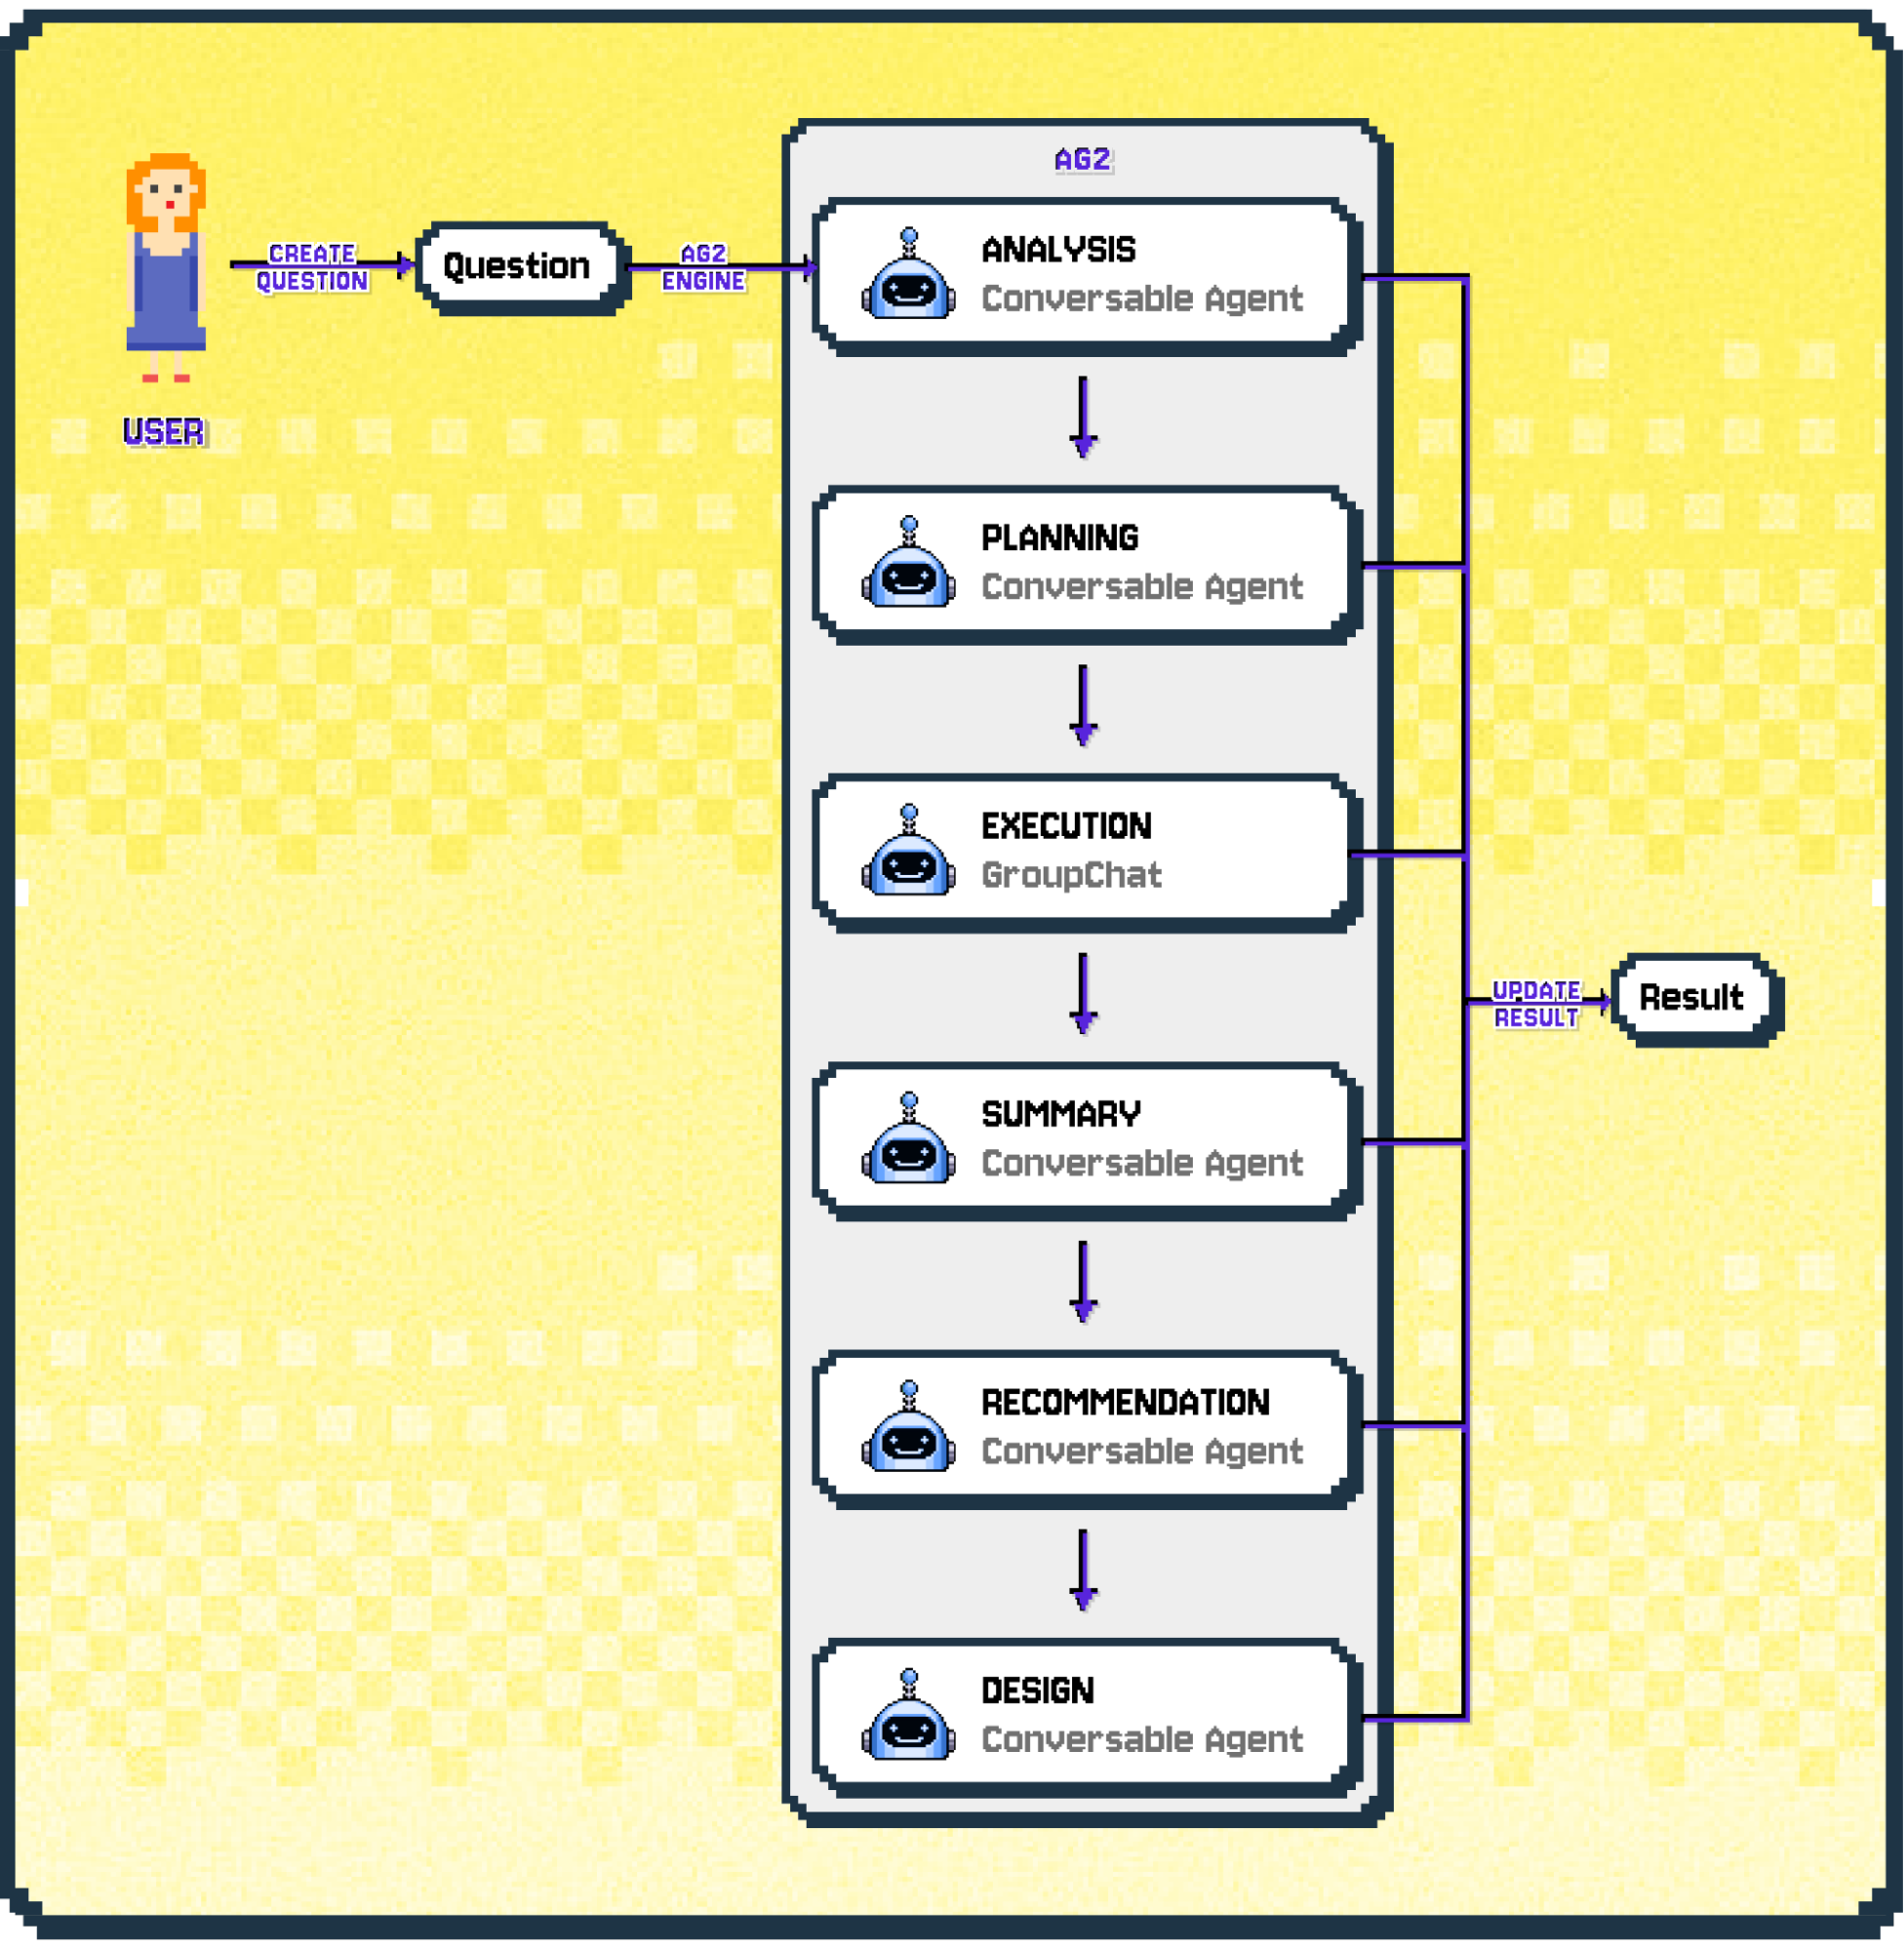 AG2
CREATE
QUESTION
Question
AG2
ENGINE
USER
ANALYSIS
Conversable Agent
PLANNING
Conversable Agent
EXECUTION
GroupChat
UPDATE
RESULT
Result
SUMMARY
Conversable Agent
RECOMMENDATION
Conversable Agent
DESIGN
Conversable Agent